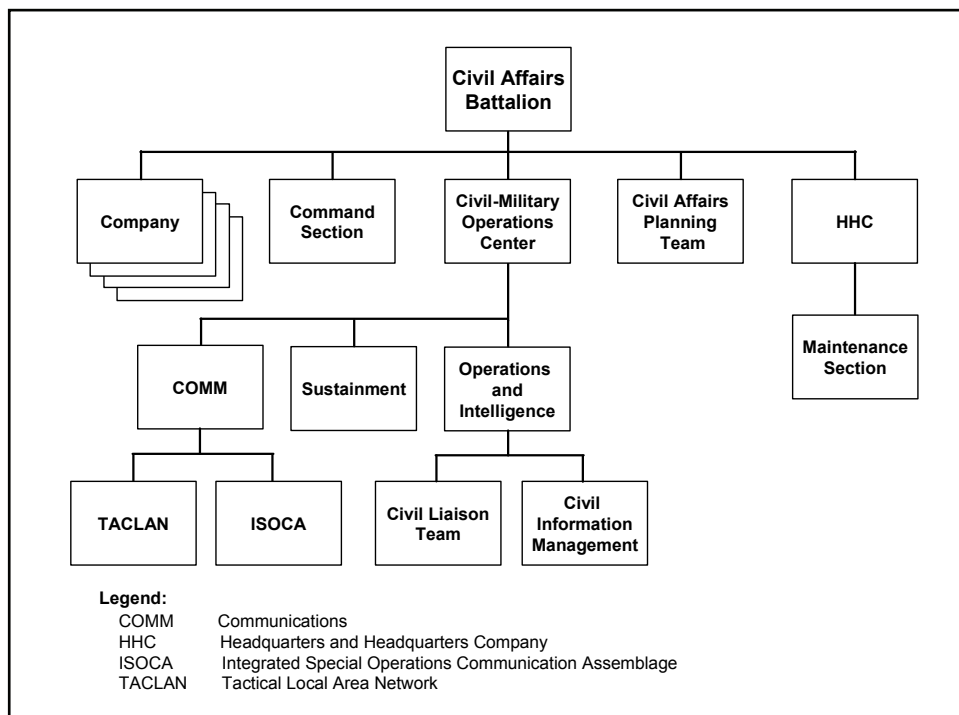 Civil Affairs
Battalion
Company
Command
Section
Civil-Military
Operations
Center
Civil Affairs
Planning
Team
HHC
COMM
Sustainment
Operations
and
Intelligence
Maintenance
Section
TACLAN
ISOCA
Civil Liaison
Team
Civil
Information
Management
Legend:
COMM Communications
HHC Headquarters and Headquarters Company
ISOCA Integrated Special Operations Communication Assemblage
TACLAN Tactical Local Area Network